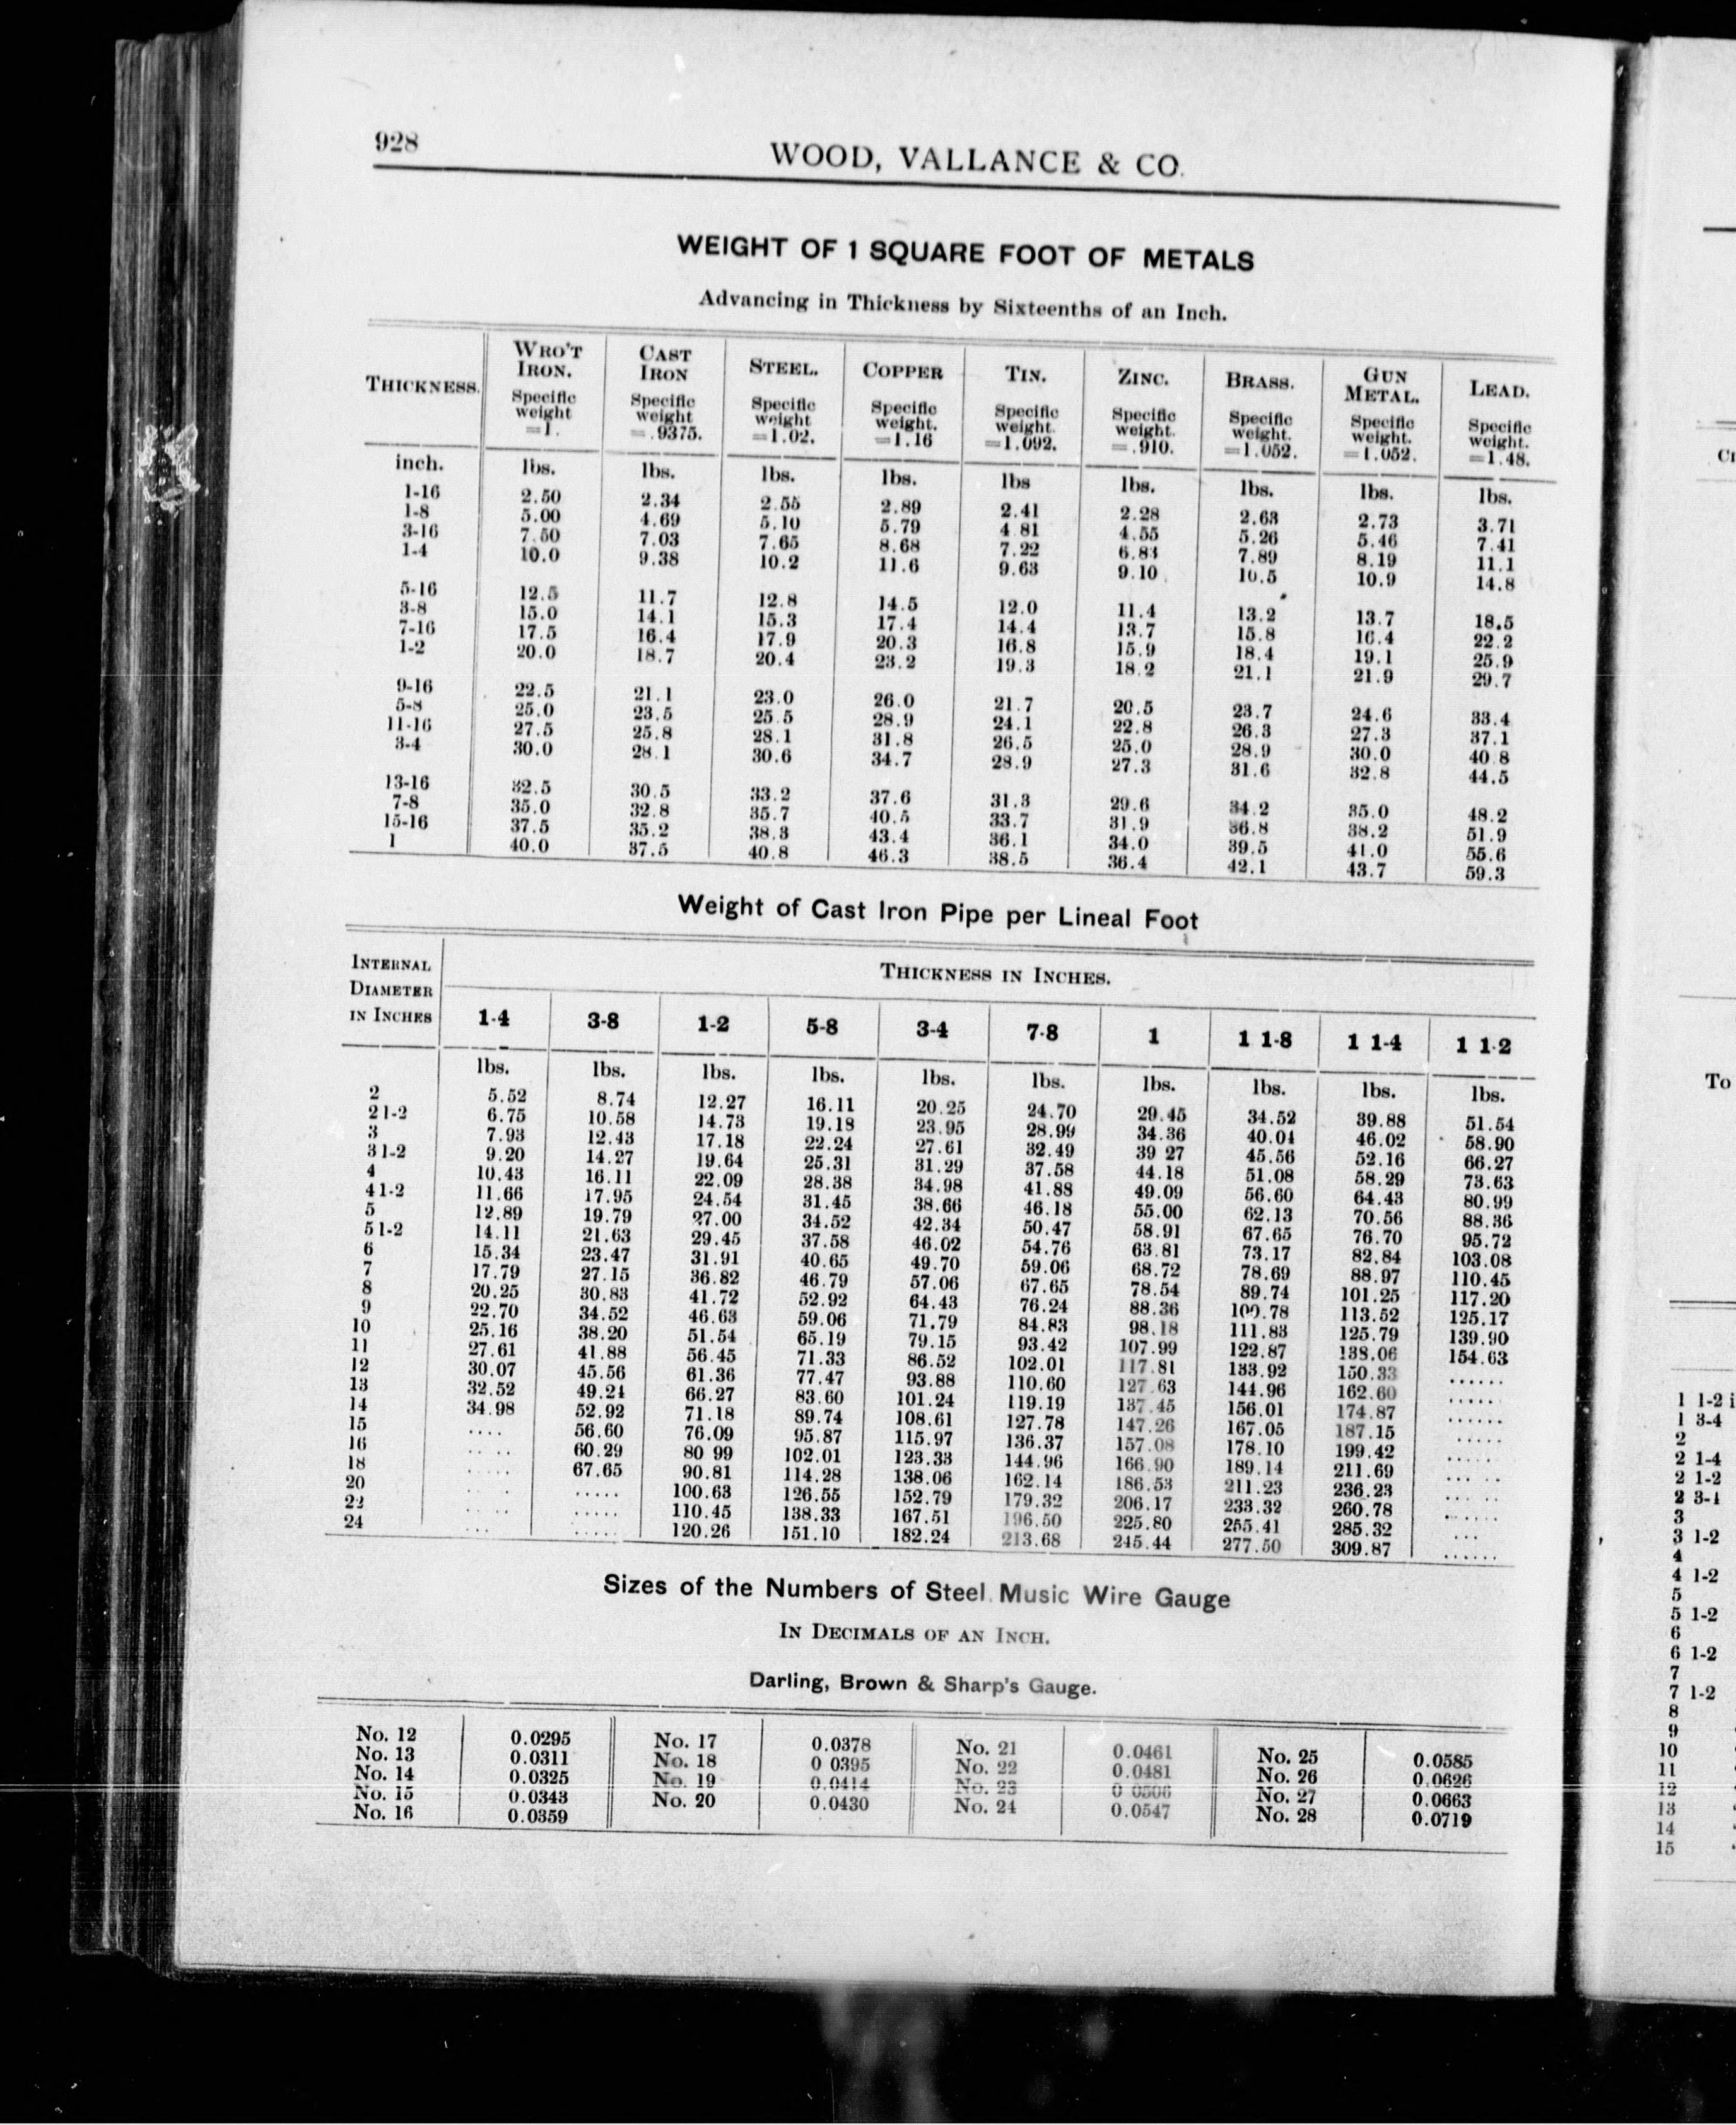 928
WOOD, VALLANCE & CO.
WEIGHT OF 1 SQUARE FOOT OF METALS
Advancing in Thickness by Sixteenths of an Inch.
THICKNESS. WRO'T IRON. CAST IRON STEEL. COPPER TIN. ZINC. BRASS. GUN METAL. LEAD.
Specific weight =1. Specific weight =.9375. Specific weight =1.02. Specific weight. =1.16 Specific weight. =1.092. Specific weight. =.910. Specific weight. =1.052. Specific weight. =1.052. Specific weight. =1.48.
inch. lbs. lbs. lbs. lbs. lbs lbs. lbs. lbs. lbs.
1-16 2.50 2.34 2.55 2.89 2.41 2.28 2.63 2.73 3.71
1-8 5.00 4.69 5.10 5.79 4 81 4.55 5.26 5.46 7.41
3-16 7.50 7.03 7.65 8.68 7.22 6.83 7.89 8.19 11.1
1-4 10.0 9.38 10.2 11.6 9.63 9.10 10.5 10.9 14.8
5-16 12.5 11.7 12.8 14.5 12.0 11.4 13.2 13.7 18.5
3-8 15.0 14.1 15.3 17.4 14.4 13.7 15.8 16.4 22.2
7-16 17.5 16.4 17.9 20.3 16.8 15.9 18.4 19.1 25.9
1-2 20.0 18.7 20.4 23.2 19.3 18.2 21.1 21.9 29.7
9-16 22.5 21.1 23.0 26.0 21.7 20.5 23.7 24.6 33.4
5-8 25.0 23.5 25.5 28.9 24.1 22.8 26.3 27.3 37.1
11-16 27.5 25.8 28.1 31.8 26.5 25.0 28.9 30.0 40 8
3-4 30.0 28.1 30.6 34.7 28.9 27.3 31.6 32.8 44.5
13-16 32.5 30.5 33.2 37.6 31.3 29.6 34.2 35.0 48.2
7-8 35.0 32.8 35.7 40.5 33.7 31.9 36.8 38.2 51.9
15-16 37.5 35.2 38.3 43.4 36.1 34.0 39.5 41.0 55.6
1 40.0 37.5 40.8 46.3 38.5 36.4 42.1 43.7 59.3
Weight of Cast Iron Pipe per Lineal Foot
INTERNAL DIAMETER IN INCHES
THICKNESS IN INCHES.
1-4 3-8 1-2 5-8 3-4 7-8 1 1 1-8 1 1-4 1 1-2
lbs. lbs. lbs. lbs. lbs. lbs. lbs. lbs. lbs. lbs.
2 5.52 8.74 12.27 16.11 20.25 24.70 29.45 34.52 39.88 51.54
2 1-2 6.75 10.58 14.73 19.18 23.95 28.99 34.36 40.04 46.02 58.90
3 7.93 12.43 17.18 22.24 27.61 32.49 39 27 45.56 52.16 66.27
3 1-2 9.20 14.27 19.64 25.31 31.29 37.58 44.18 51.08 58.29 73.63
4 10.43 16.11 22.09 28.38 34.98 41.88 49.09 56.60 64.43 80.99
4 1-2 11.66 17.95 24.54 31.45 38.66 46.18 55.00 62.13 70.56 88.36
5 12.89 19.79 27.00 34.52 42.34 50.47 58.91 67.65 76.70 95.72
5 1-2 14.11 21.63 29.45 37.58 46.02 54.76 63.81 73.17 82.84 103.08
6 15.34 23.47 31.91 40.65 49.70 59.06 68.72 78.69 88.97 110.45
7 17.79 27.15 36.82 46.79 57.06 67.65 78.54 89.74 101.25 117.20
8 20.25 30.83 41.72 52.92 64.43 76.24 88.36 100.78 113.52 125.17
9 22.70 34.52 46.63 59.06 71.79 84.83 98.18 111.83 125.79 139.90
10 25.16 38.20 51.54 65.19 79.15 93.42 107.99 122.87 138.06 154.63
11 27.61 41.88 56.45 71.33 86.52 102.01 117.81 133.92 150.33 ......
12 30.07 45.56 61.36 77.47 93.88 110.60 127.63 144.96 162.60 ......
13 32.52 49.24 66.27 83.60 101.24 119.19 137.45 156.01 174.87 ......
14 34.98 52.92 71.18 89.74 108.61 127.78 147.26 167.05 187.15 .....
15 .... 56.60 76.09 95.87 115.97 136.37 157.08 178.10 199.42 ......
16 ..... 60.29 80 99 102.01 123.33 144.96 166.90 189.14 211.69 ......
18 ..... 67.65 90.81 114.28 138.06 162.14 186.53 211.23 236.23 ......
20 ..... ..... 100.63 126.55 152.79 179.32 206.17 233.32 260.78 ......
22 ..... ..... 110.45 138.33 167.51 196.50 225.80 255.41 285.32 ...
24 ... ..... 120.26 151.10 182.24 213.68 245.44 277.50 309.87 ......
Sizes of the Numbers of Steel Music Wire Gauge
IN DECIMALS OF AN INCH.
Darling, Brown & Sharp's Gauge.
No. 12 0.0295 No. 17 0.0378 No. 21 0.0461 No. 25 0.0585
No. 13 0.0311 No. 18 0 0395 No. 22 0.0481 No. 26 0.0626
No. 14 0.0325 No. 19 0.0414 No. 23 0 0506 No. 27 0.0663
No. 15 0.0343 No. 20 0.0430 No. 24 0.0547 No. 28 0.0719
No. 16 0.0359
To
1 1-2 i
1 3-4
2
2 1-4
2 1-2
2 3-4
3
3 1-2
4
4 1-2
5
5 1-2
6
6 1-2
7
7 1-2
8
9
10
11
12
13
14
15